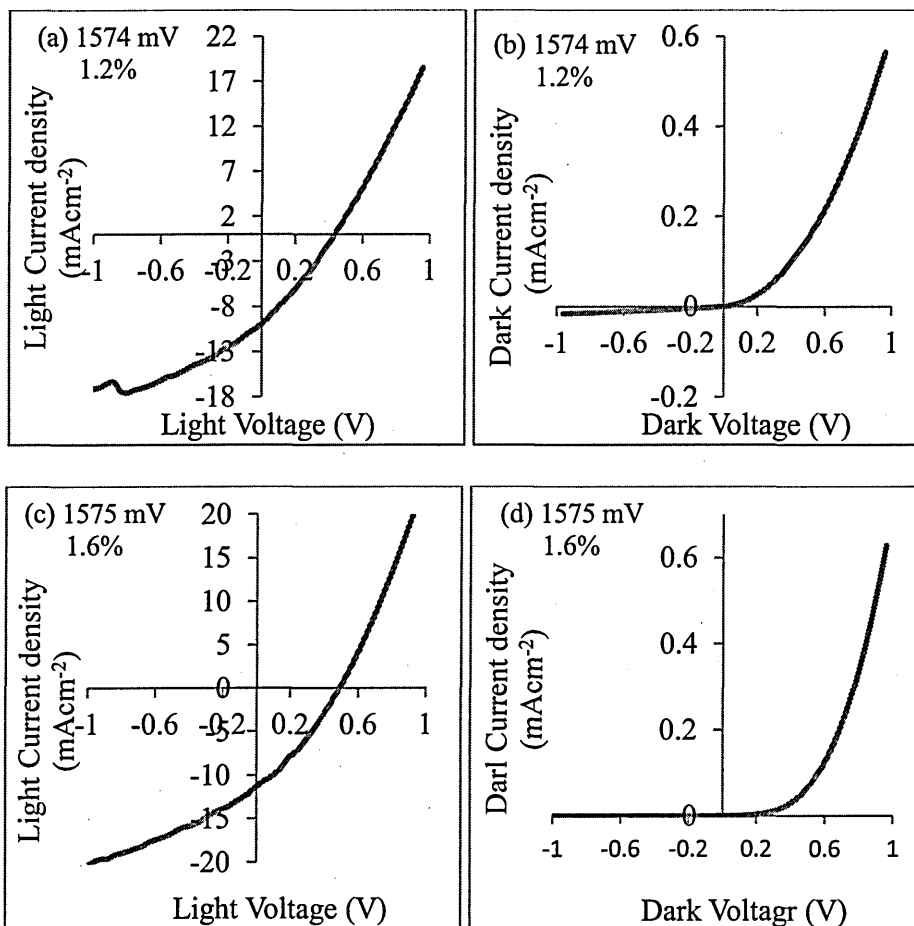 (a) 1574 mV
1.2%
22
17
12
7
2
-3
-8
-13
-18
-1 -0.6 -0.2 0.2 0.6 1
Light Current density
(mAcm-2)
Light Voltage (V)
(b) 1574 mV
1.2%
0.6
0.4
0.2
0
-0.2
-1 -0.6 -0.2 0.2 0.6 1
Dark Current density
(mAcm-2)
Dark Voltage (V)
(c) 1575 mV
1.6%
20
15
10
5
0
-5
-10
-15
-20
-1 -0.6 -0.2 0.2 0.6 1
Light Current density
(mAcm-2)
Light Voltage (V)
(d) 1575 mV
1.6%
0.6
0.4
0.2
0
-1 -0.6 -0.2 0.2 0.6 1
Darl Current density
(mAcm-2)
Dark Voltagr (V)